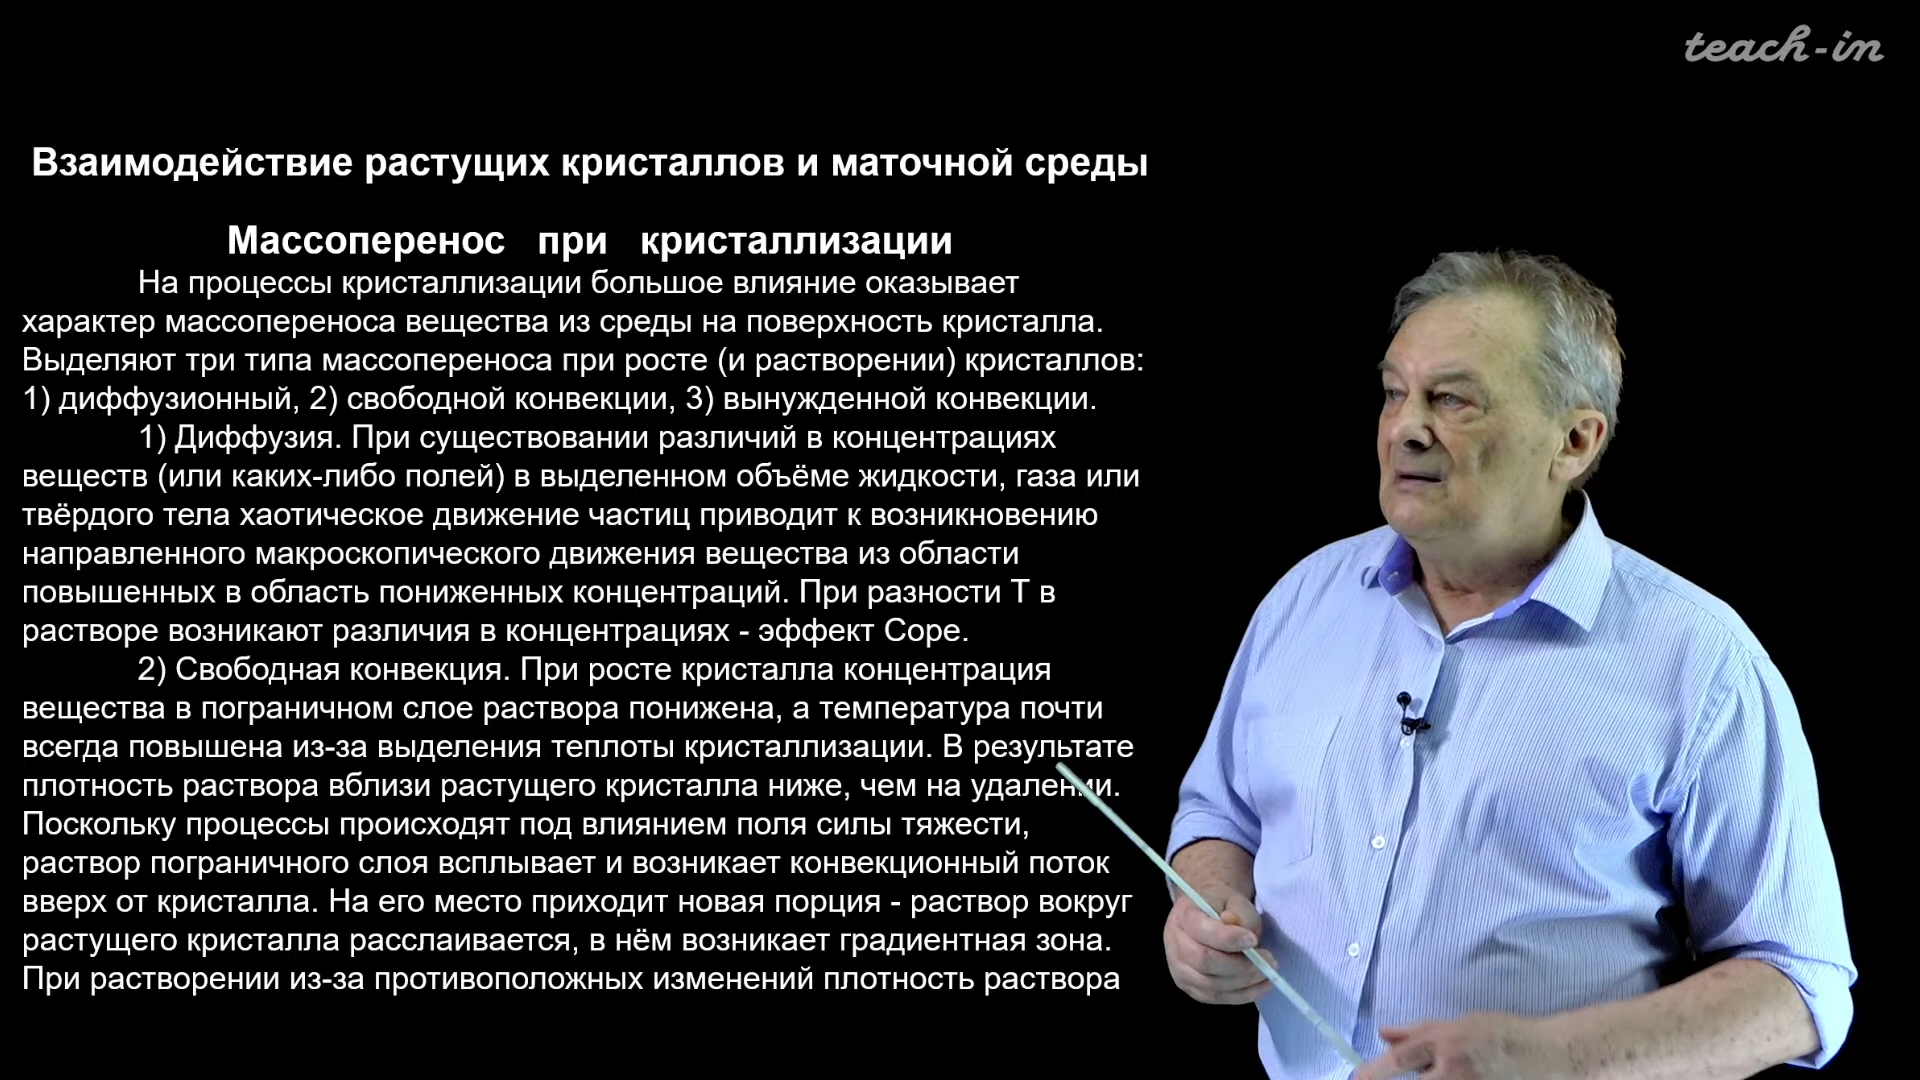 teach-in
Взаимодействие растущих кристаллов и маточной среды
Массоперенос при кристаллизации
На процессы кристаллизации большое влияние оказывает
характер массопереноса вещества из среды на поверхность кристалла.
Выделяют три типа массопереноса при росте (и растворении) кристаллов:
1) диффузионный, 2) свободной конвекции, 3) вынужденной конвекции.
1) Диффузия. При существовании различий в концентрациях
веществ (или каких-либо полей) в выделенном объёме жидкости, газа или
твёрдого тела хаотическое движение частиц приводит к возникновению
направленного макроскопического движения вещества из области
повышенных в область пониженных концентраций. При разности Т в
растворе возникают различия в концентрациях - эффект Соре.
2) Свободная конвекция. При росте кристалла концентрация
вещества в пограничном слое раствора понижена, а температура почти
всегда повышена из-за выделения теплоты кристаллизации. В результате
плотность раствора вблизи растущего кристалла ниже, чем на удалении.
Поскольку процессы происходят под влиянием поля силы тяжести,
раствор пограничного слоя всплывает и возникает конвекционный поток
вверх от кристалла. На его место приходит новая порция - раствор вокруг
растущего кристалла расслаивается, в нём возникает градиентная зона.
При растворении из-за противоположных изменений плотность раствора